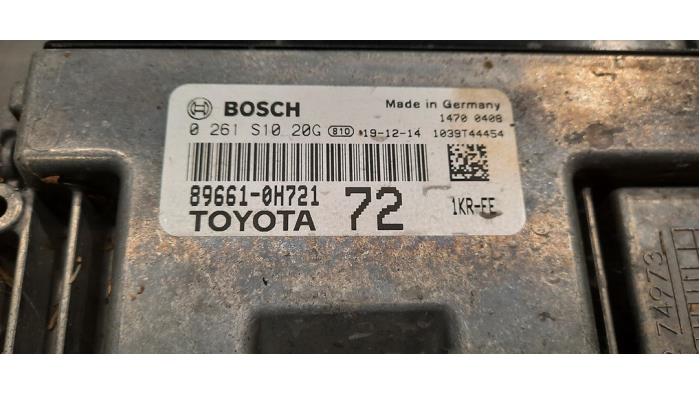 BOSCH Made in Germany
1470 0408
0 261 S10 20G 810 19-12-14 1039T44454
89661-0H721 72 1KR-FE
TOYOTA
74973